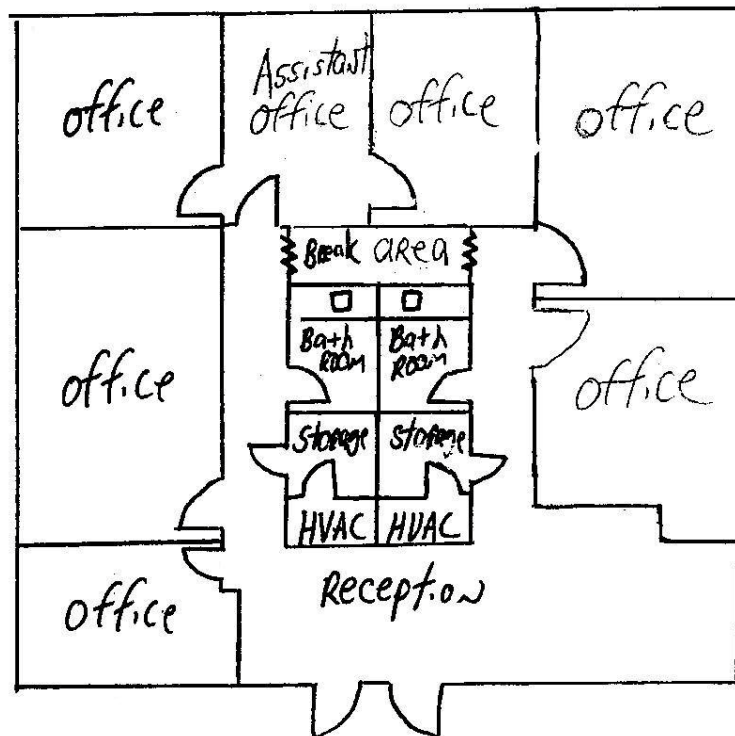 office
Assistant
office
office
office
Break area
Bath
Room
Bath
Room
office
office
Storage
Storage
HVAC
HVAC
office
Reception